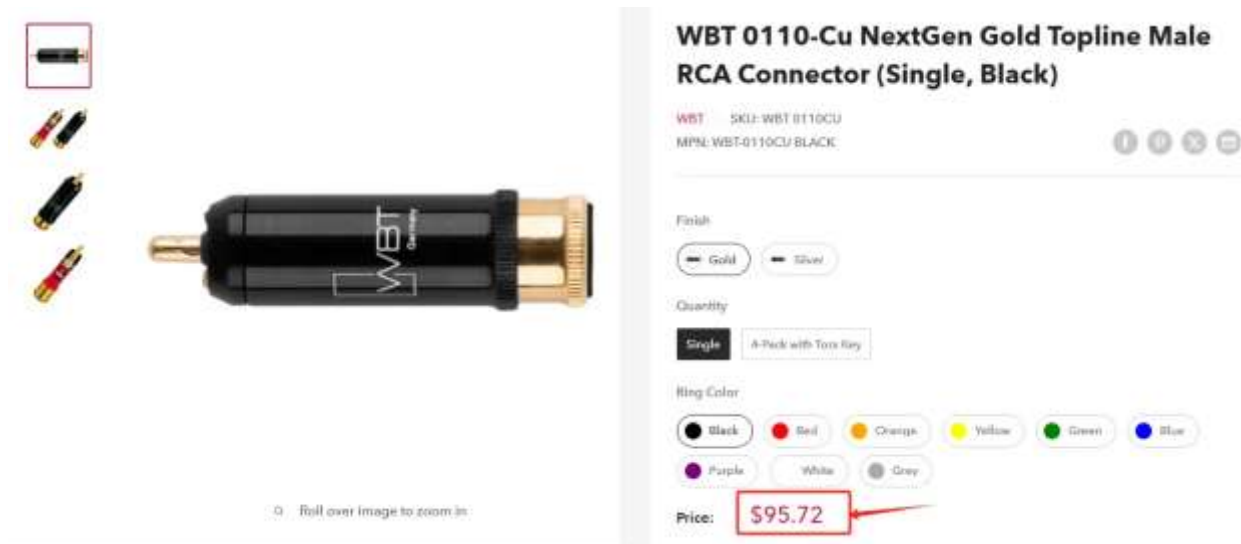 WBT 0110-Cu NextGen Gold Topline Male
RCA Connector (Single, Black)
WBT SKU: WBT 0110CU
MPN: WBT-0110CU BLACK
WBT
Germany
Finish
Gold Silver
Quantity
Single 4-Pack with Torx Key
Ring Color
Black Red Orange Yellow Green Blue
Purple White Grey
Roll over image to zoom in
Price: $95.72